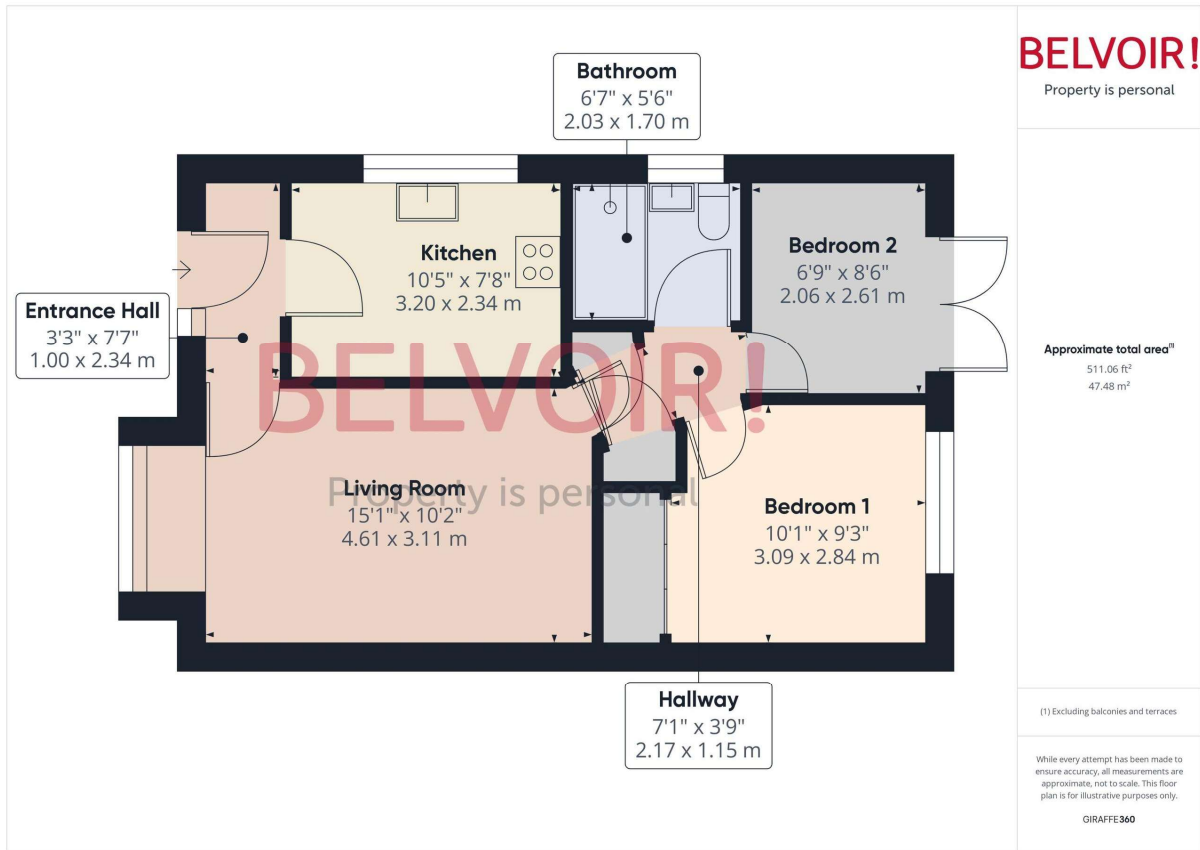 BELVOIR!
Property is personal
Bathroom
6'7" x 5'6"
2.03 x 1.70 m
Kitchen
10'5" x 7'8"
3.20 x 2.34 m
Bedroom 2
6'9" x 8'6"
2.06 x 2.61 m
Entrance Hall
3'3" x 7'7"
1.00 x 2.34 m
BELVOIR!
Property is personal
Living Room
15'1" x 10'2"
4.61 x 3.11 m
Bedroom 1
10'1" x 9'3"
3.09 x 2.84 m
Hallway
7'1" x 3'9"
2.17 x 1.15 m
Approximate total area⁽¹⁾
511.06 ft²
47.48 m²
(1) Excluding balconies and terraces
While every attempt has been made to
ensure accuracy, all measurements are
approximate, not to scale. This floor
plan is for illustrative purposes only.
GIRAFFE360